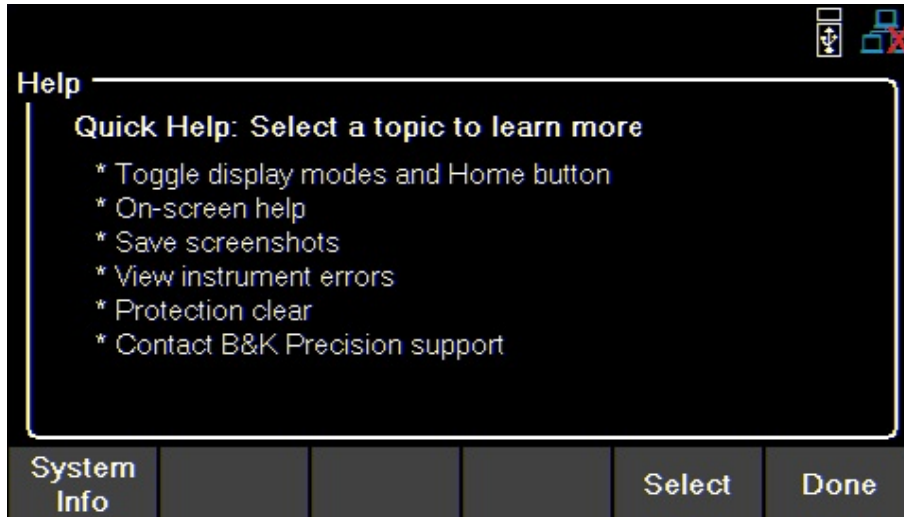 Help
Quick Help: Select a topic to learn more
* Toggle display modes and Home button
* On-screen help
* Save screenshots
* View instrument errors
* Protection clear
* Contact B&K Precision support
System
Info
Select
Done